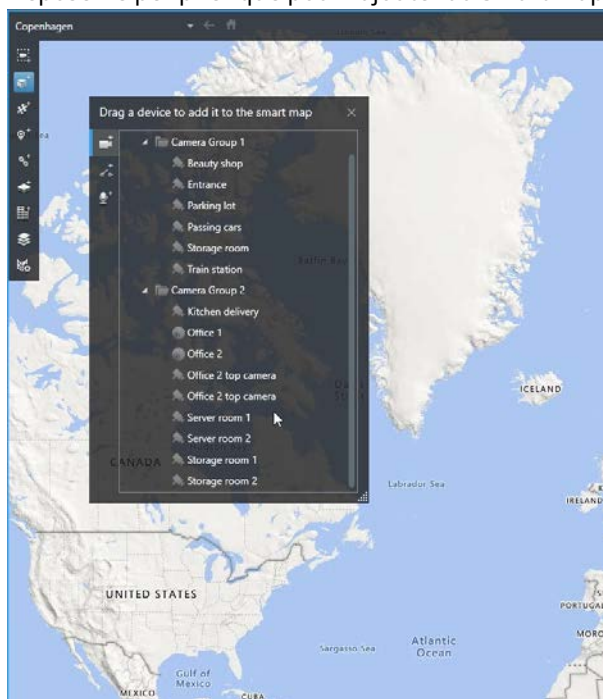 Copenhagen
Drag a device to add it to the smart map
Camera Group 1
Beauty shop
Entrance
Parking lot
Passing cars
Storage room
Train station
Camera Group 2
Kitchen delivery
Office 1
Office 2
Office 2 top camera
Office 2 top camera
Server room 1
Server room 2
Storage room 1
Storage room 2
CANADA
ICELAND
Labrador Sea
UNITED STATES
Sargasso Sea
Atlantic
Ocean
Gulf of
Mexico
MEXICO
CUBA